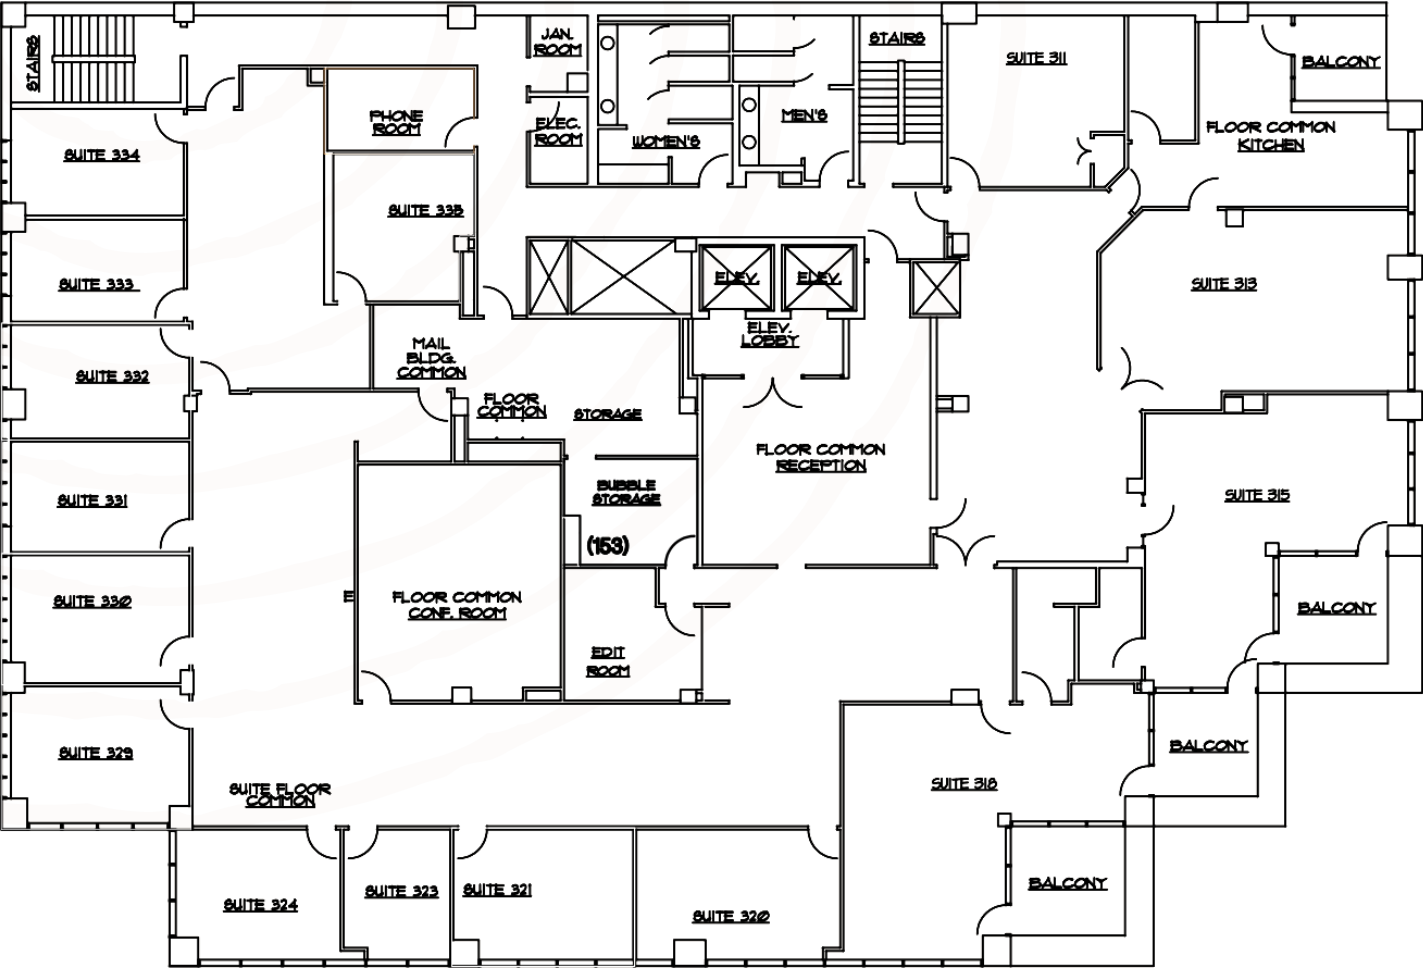 STAIRS
JAN.
ROOM
STAIRS
SUITE 311
BALCONY
PHONE
ROOM
ELEC.
ROOM
WOMEN'S
MEN'S
FLOOR COMMON
KITCHEN
SUITE 334
SUITE 335
SUITE 333
ELEV.
ELEV.
SUITE 313
ELEV.
LOBBY
MAIL
BLDG.
COMMON
SUITE 332
FLOOR
COMMON
STORAGE
FLOOR COMMON
RECEPTION
SUITE 331
BUBBLE
STORAGE
SUITE 315
(153)
SUITE 330
FLOOR COMMON
CONF. ROOM
BALCONY
EDIT
ROOM
SUITE 329
BALCONY
SUITE FLOOR
COMMON
SUITE 318
SUITE 324
SUITE 323
SUITE 321
BALCONY
SUITE 320